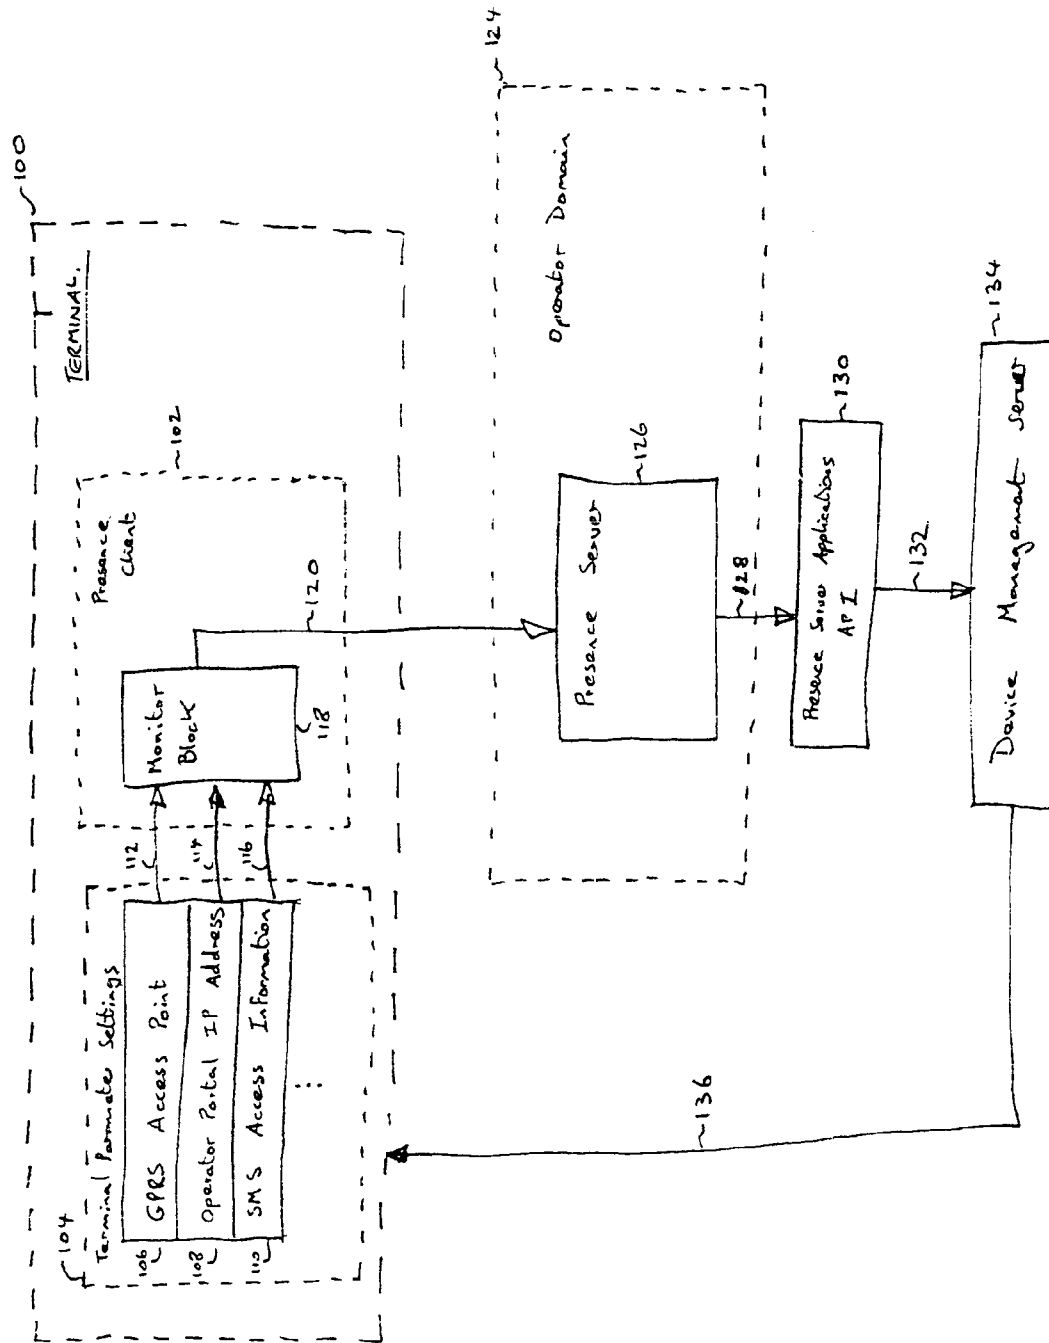 100
TERMINAL.
104
Terminal Parmater Settings
106
GPRS Access Point
108
Operator Portal IP Address
110
SMS Access Information
...
112
114
116
Presence
Client
102
Monitor
Block
118
120
124
Operator Domain
Presence Server
126
128
Presence Server Applications
API
130
132
Device Management Server
134
136